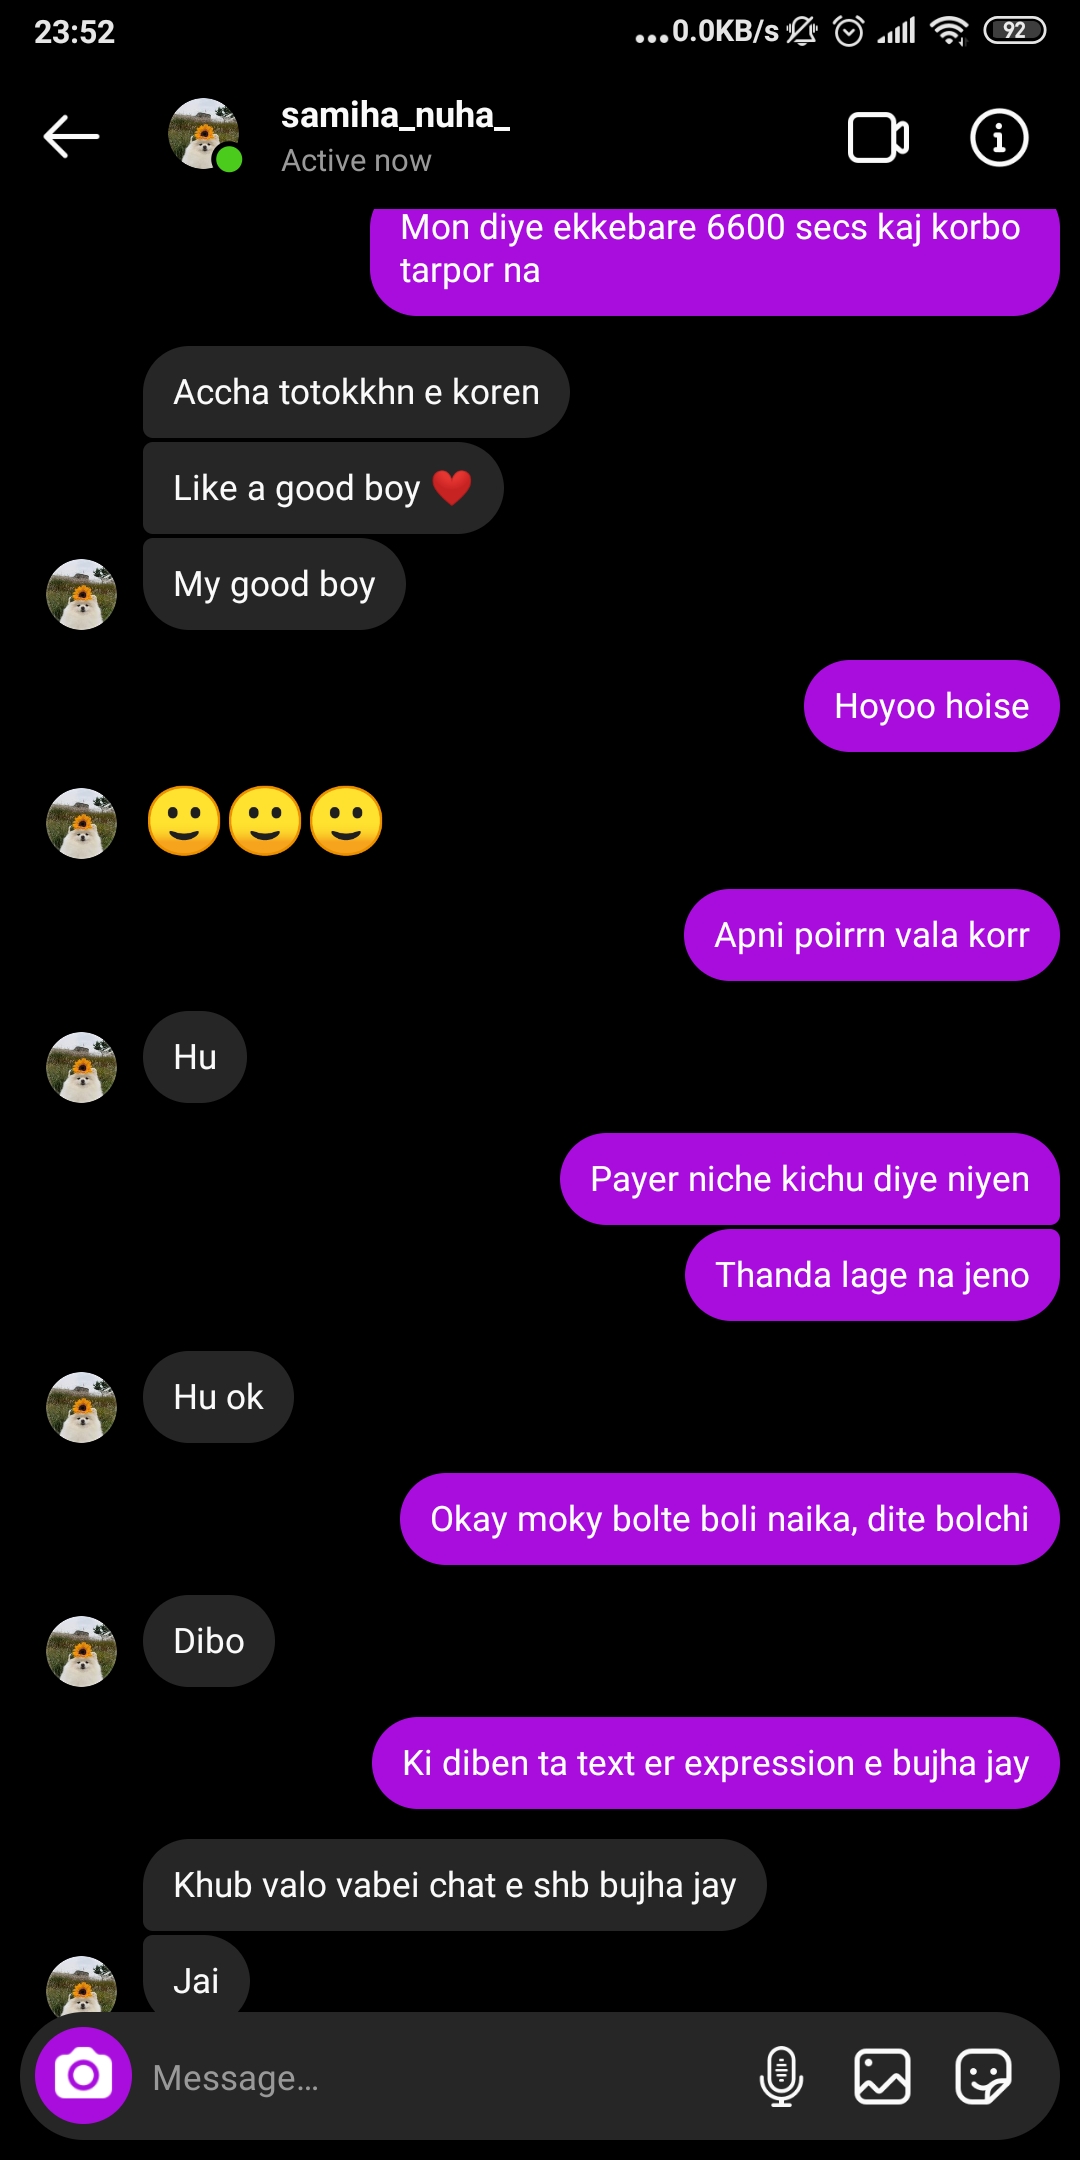 23:52
...0.0KB/s
92
samiha_nuha_
Active now
Mon diye ekkebare 6600 secs kaj korbo
tarpor na
Accha totokkhn e koren
Like a good boy ❤️
My good boy
Hoyoo hoise
🙂🙂🙂
Apni poirrn vala korr
Hu
Payer niche kichu diye niyen
Thanda lage na jeno
Hu ok
Okay moky bolte boli naika, dite bolchi
Dibo
Ki diben ta text er expression e bujha jay
Khub valo vabei chat e shb bujha jay
Jai
Message...